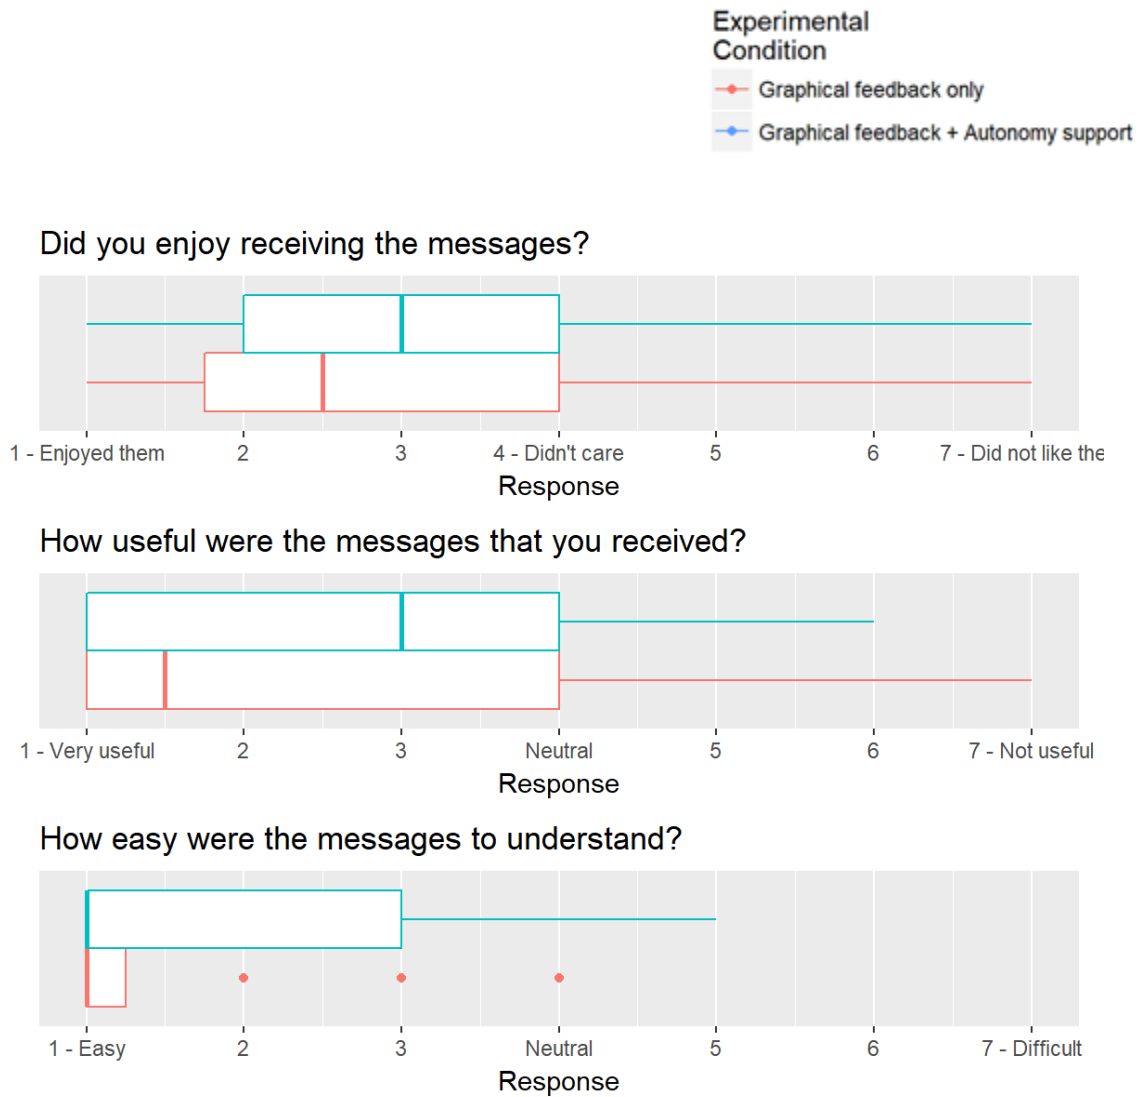 Experimental
Condition
Graphical feedback only
Graphical feedback + Autonomy support
Did you enjoy receiving the messages?
1 - Enjoyed them 2 3 4 - Didn't care 5 6 7 - Did not like the
Response
How useful were the messages that you received?
1 - Very useful 2 3 Neutral 5 6 7 - Not useful
Response
How easy were the messages to understand?
1 - Easy 2 3 Neutral 5 6 7 - Difficult
Response